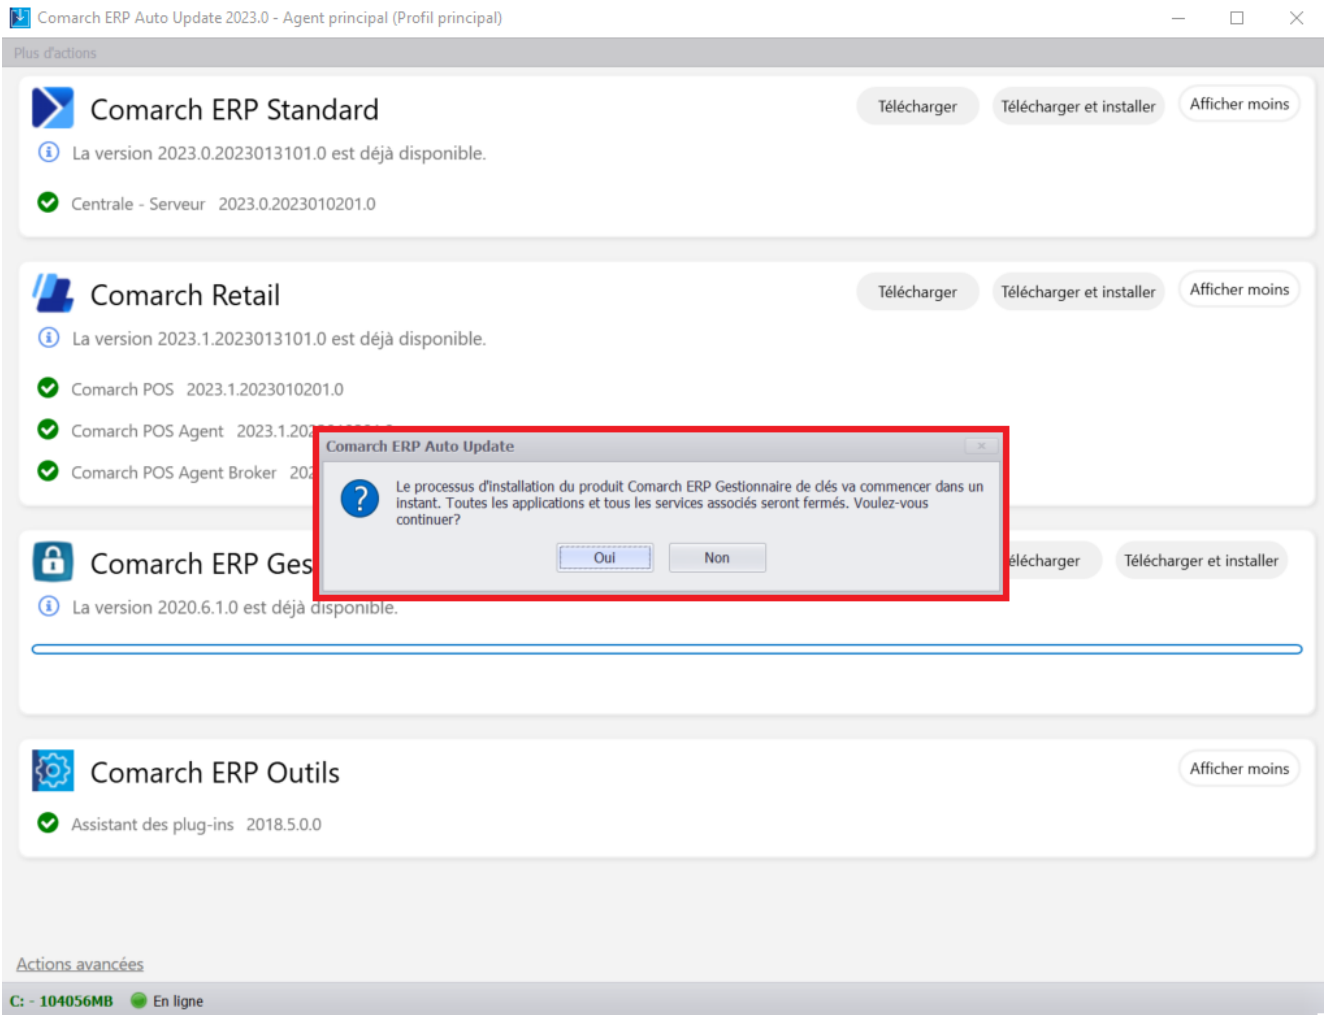 Comarch ERP Auto Update 2023.0 - Agent principal (Profil principal)
Plus d'actions
Comarch ERP Standard
Télécharger
Télécharger et installer
Afficher moins
La version 2023.0.2023013101.0 est déjà disponible.
Centrale - Serveur 2023.0.2023010201.0
Comarch Retail
Télécharger
Télécharger et installer
Afficher moins
La version 2023.1.2023013101.0 est déjà disponible.
Comarch POS 2023.1.2023010201.0
Comarch POS Agent 2023.1.202
Comarch POS Agent Broker 202
Comarch ERP Auto Update
Le processus d'installation du produit Comarch ERP Gestionnaire de clés va commencer dans un
instant. Toutes les applications et tous les services associés seront fermés. Voulez-vous
continuer?
Oui
Non
Comarch ERP Ges
élécharger
Télécharger et installer
La version 2020.6.1.0 est déjà disponible.
Comarch ERP Outils
Afficher moins
Assistant des plug-ins 2018.5.0.0
Actions avancées
C: - 104056MB
En ligne